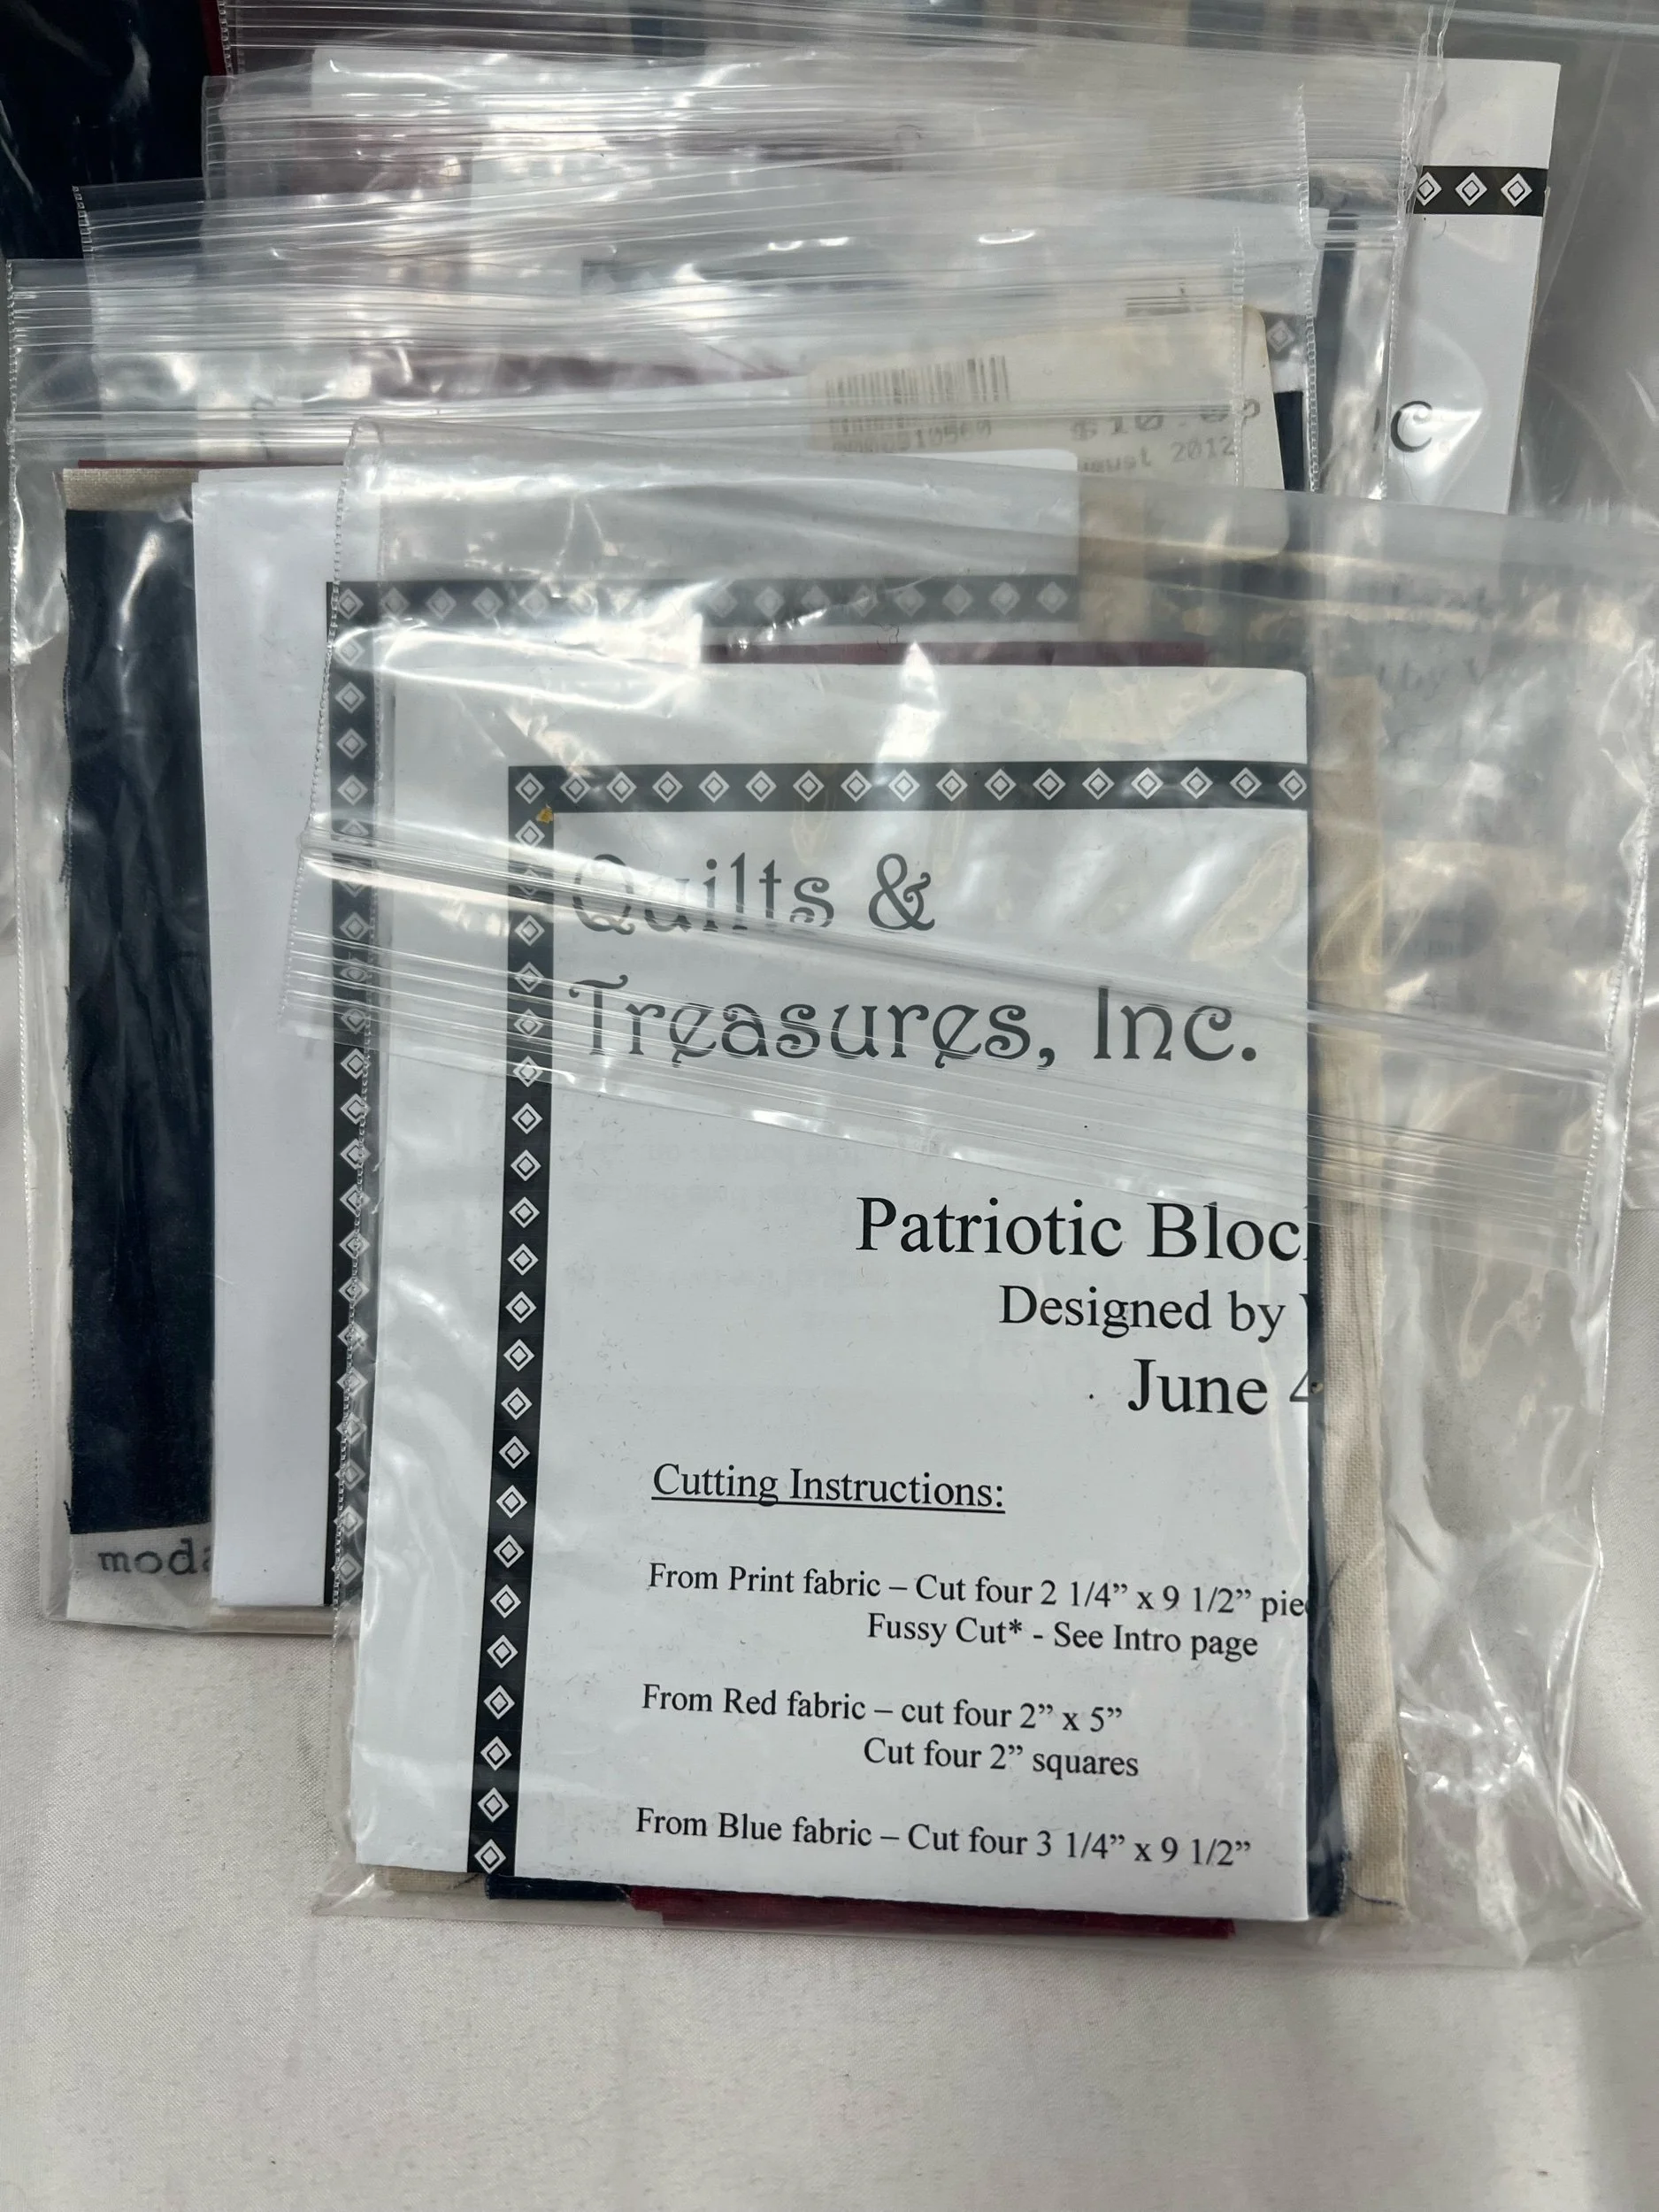 2012
c.
Quilts &
Treasures, Inc.
Patriotic Bloc
Designed by
June 4
Cutting Instructions:
From Print fabric – Cut four 2 1/4” x 9 1/2” pie
Fussy Cut* - See Intro page
From Red fabric – cut four 2” x 5”
Cut four 2” squares
From Blue fabric – Cut four 3 1/4” x 9 1/2”
moda